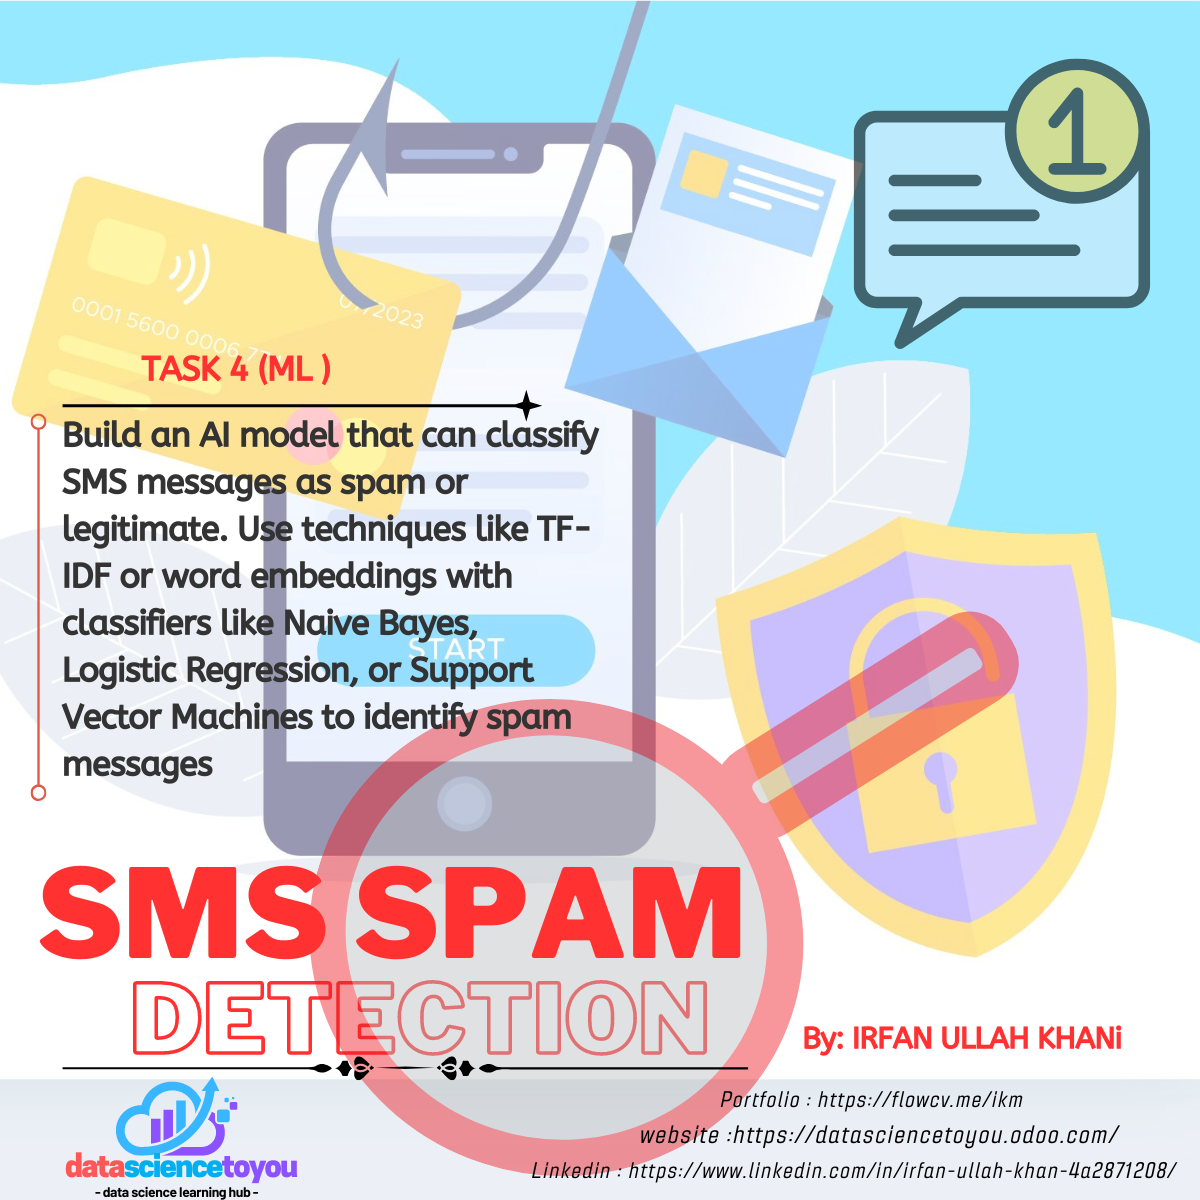 1
0001 5600 0006
07/2023
TASK 4 (ML )
Build an AI model that can classify
SMS messages as spam or
legitimate. Use techniques like TF-
IDF or word embeddings with
classifiers like Naive Bayes,
START
Logistic Regression, or Support
Vector Machines to identify spam
messages
SMS SPAM
DETECTION
By: IRFAN ULLAH KHANi
Portfolio : https://flowcv.me/ikm
website :https://datasciencetoyou.odoo.com/
Linkedin : https://www.linkedin.com/in/irfan-ullah-khan-4a2871208/
datasciencetoyou
- data science learning hub -